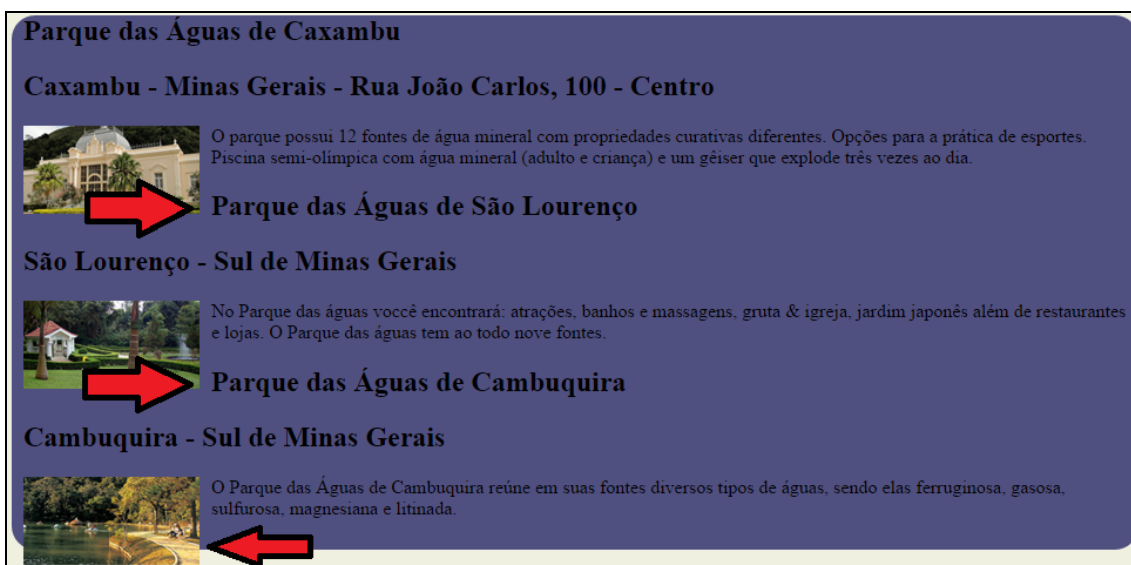 Parque das Águas de Caxambu
Caxambu - Minas Gerais - Rua João Carlos, 100 - Centro
O parque possui 12 fontes de água mineral com propriedades curativas diferentes. Opções para a prática de esportes.
Piscina semi-olímpica com água mineral (adulto e criança) e um gêiser que explode três vezes ao dia.
Parque das Águas de São Lourenço
São Lourenço - Sul de Minas Gerais
No Parque das águas voccê encontrará: atrações, banhos e massagens, gruta & igreja, jardim japonês além de restaurantes
e lojas. O Parque das águas tem ao todo nove fontes.
Parque das Águas de Cambuquira
Cambuquira - Sul de Minas Gerais
O Parque das Águas de Cambuquira reúne em suas fontes diversos tipos de águas, sendo elas ferruginosa, gasosa,
sulfurosa, magnesiana e litinada.